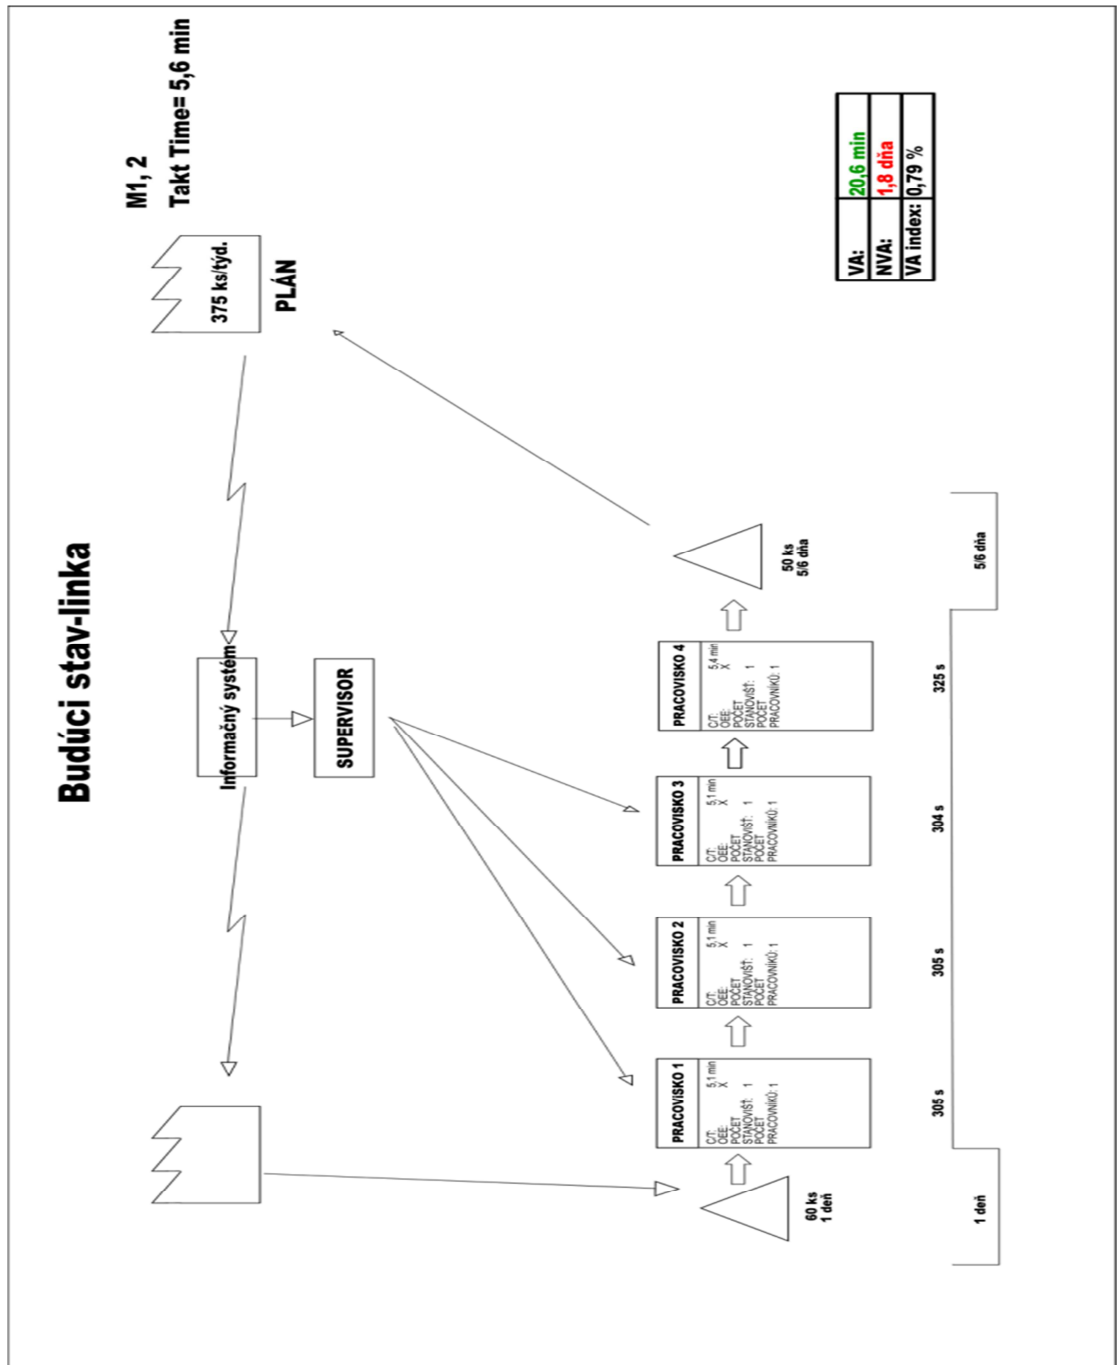 Budúci stav-linka
M1, 2
Takt Time= 5,6 min
375 ks/týd.
PLÁN
Informačný systém
SUPERVISOR
60 ks
1 deň
PRACOVISKO 1
C/T: 5,1 min
OEE: X
POČET
STANOVIŠŤ: 1
POČET
PRACOVNÍKŮ: 1
PRACOVISKO 2
C/T: 5,1 min
OEE: X
POČET
STANOVIŠŤ: 1
POČET
PRACOVNÍKŮ: 1
PRACOVISKO 3
C/T: 5,1 min
OEE: X
POČET
STANOVIŠŤ: 1
POČET
PRACOVNÍKŮ: 1
PRACOVISKO 4
C/T: 5,4 min
OEE: X
POČET
STANOVIŠŤ: 1
POČET
PRACOVNÍKŮ: 1
50 ks
5/6 dňa
1 deň
305 s
305 s
304 s
325 s
5/6 dňa
VA: 20,6 min
NVA: 1,8 dňa
VA index: 0,79 %